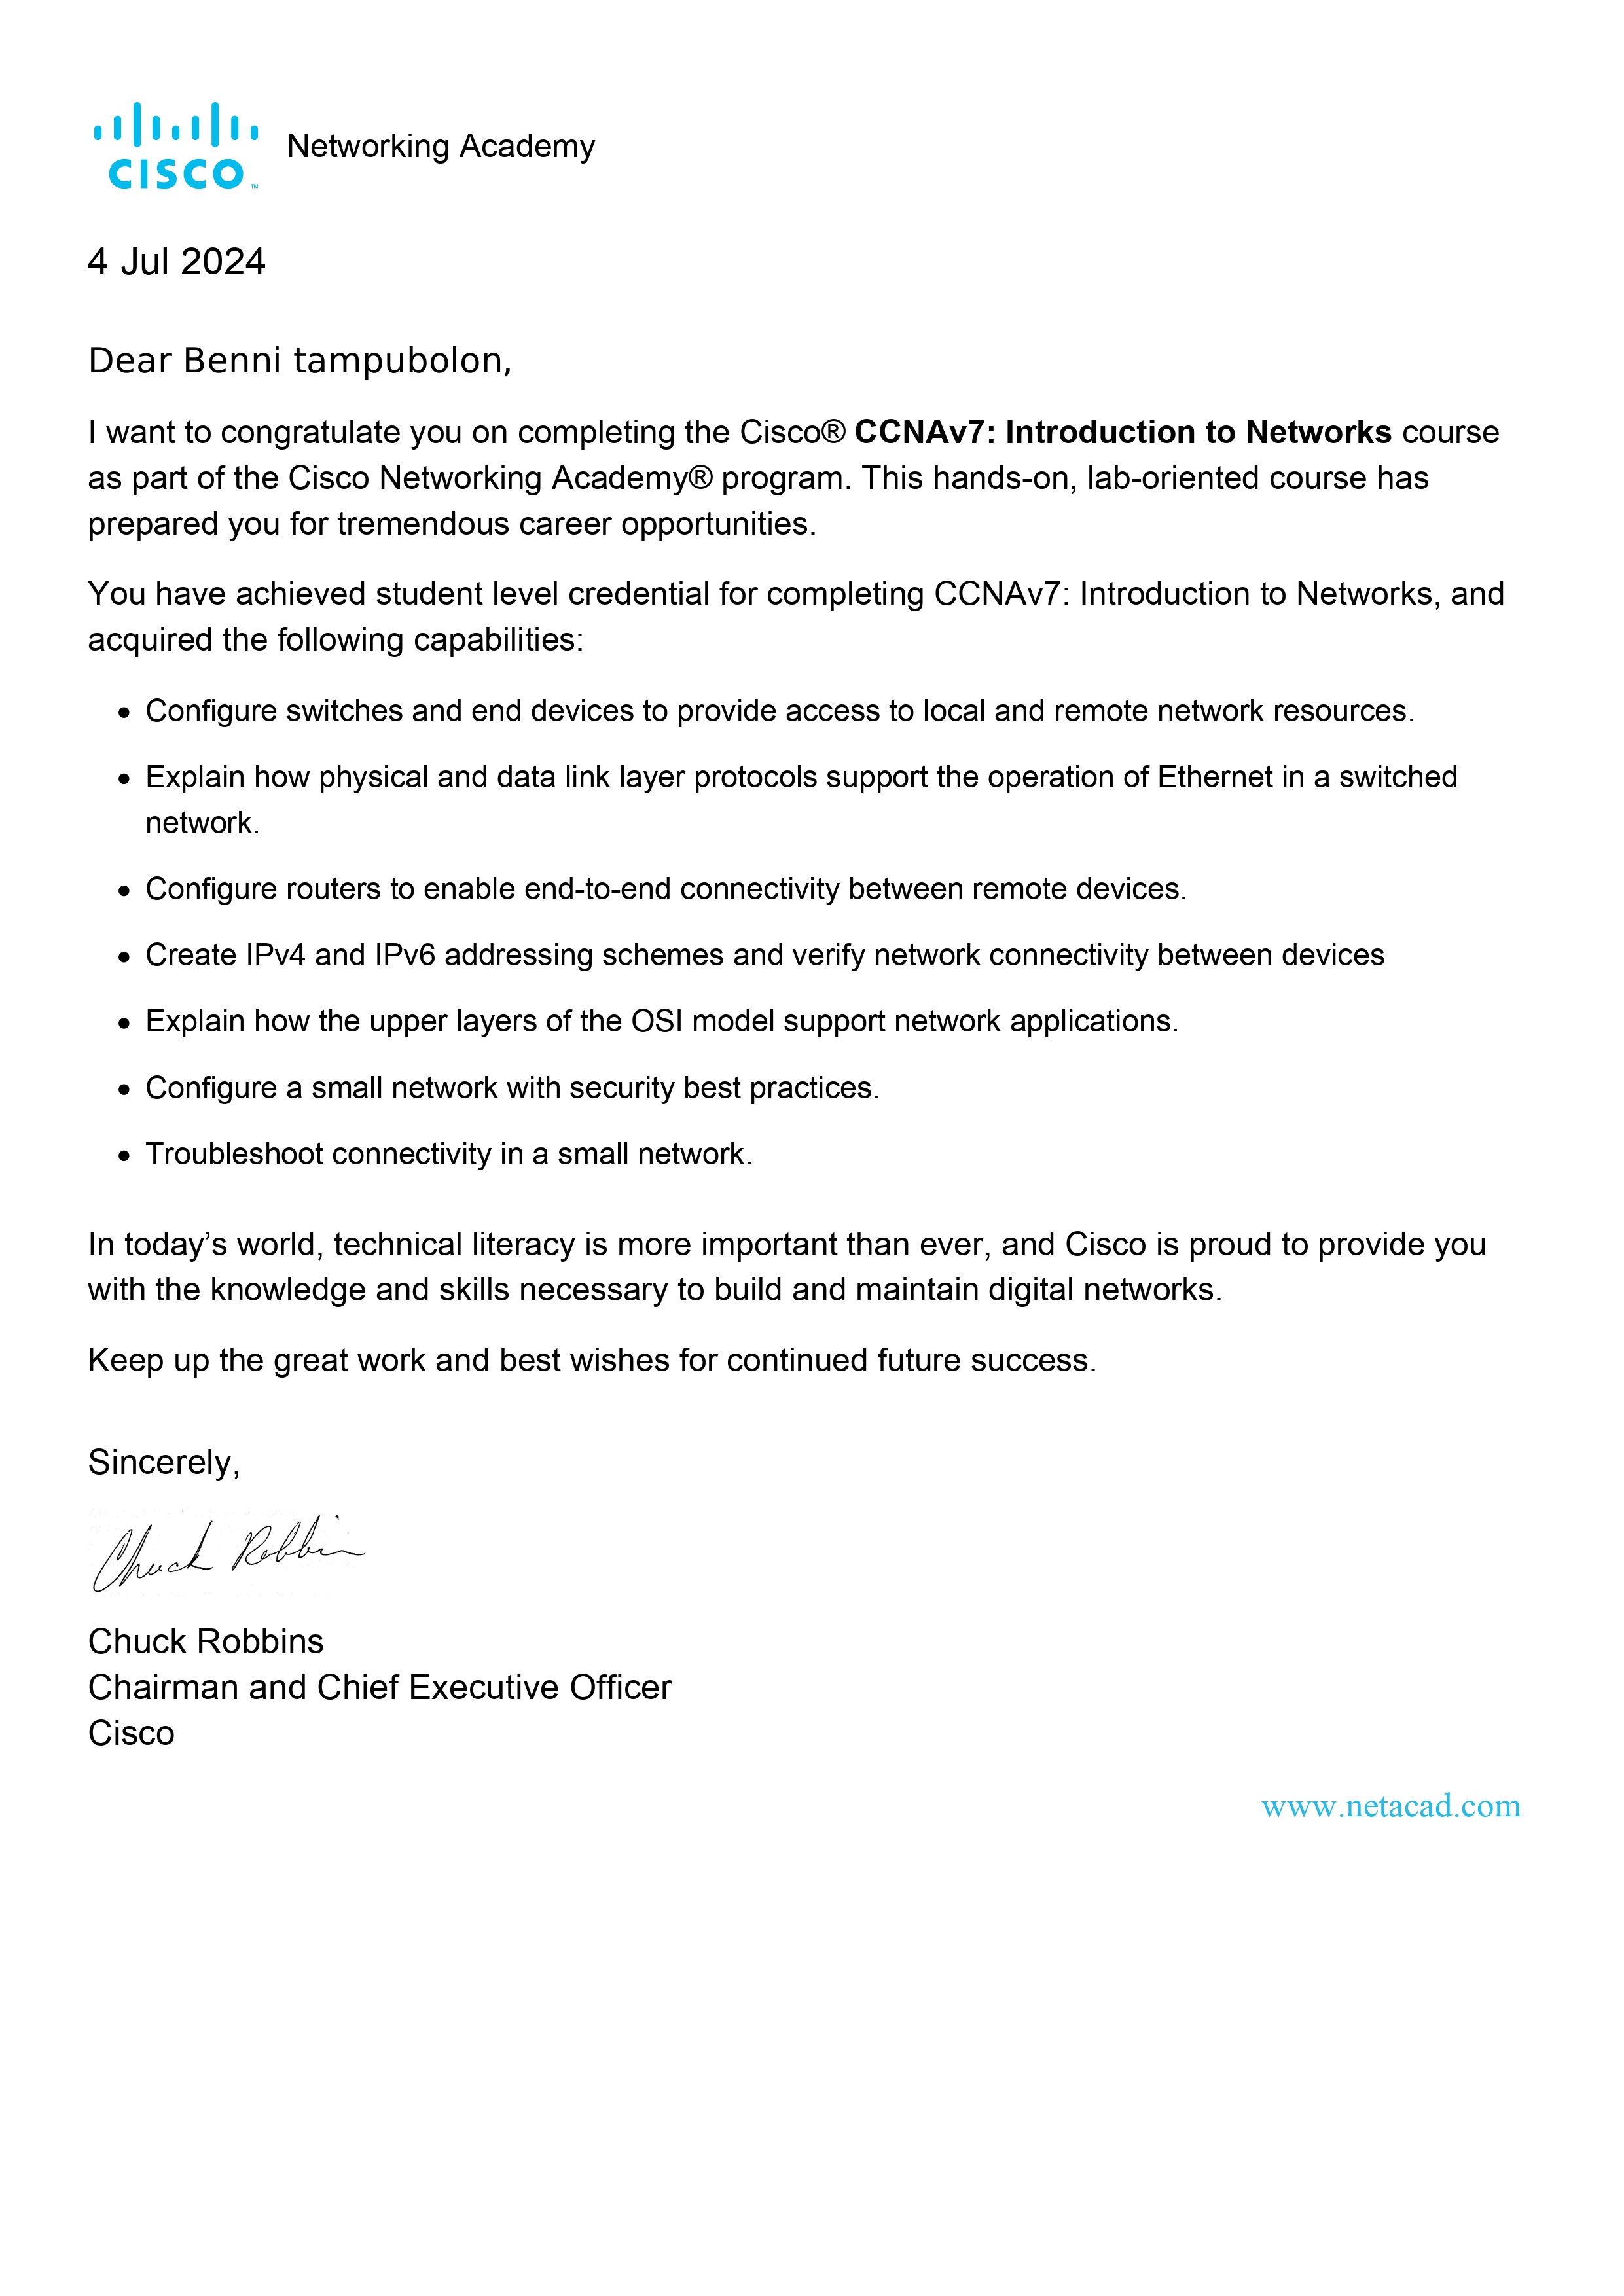 CISCO™ Networking Academy
4 Jul 2024
Dear Benni tampubolon,
I want to congratulate you on completing the Cisco® CCNAv7: Introduction to Networks course
as part of the Cisco Networking Academy® program. This hands-on, lab-oriented course has
prepared you for tremendous career opportunities.
You have achieved student level credential for completing CCNAv7: Introduction to Networks, and
acquired the following capabilities:
• Configure switches and end devices to provide access to local and remote network resources.
• Explain how physical and data link layer protocols support the operation of Ethernet in a switched
network.
• Configure routers to enable end-to-end connectivity between remote devices.
• Create IPv4 and IPv6 addressing schemes and verify network connectivity between devices
• Explain how the upper layers of the OSI model support network applications.
• Configure a small network with security best practices.
• Troubleshoot connectivity in a small network.
In today’s world, technical literacy is more important than ever, and Cisco is proud to provide you
with the knowledge and skills necessary to build and maintain digital networks.
Keep up the great work and best wishes for continued future success.
Sincerely,
Chuck Robbins
Chuck Robbins
Chairman and Chief Executive Officer
Cisco
www.netacad.com